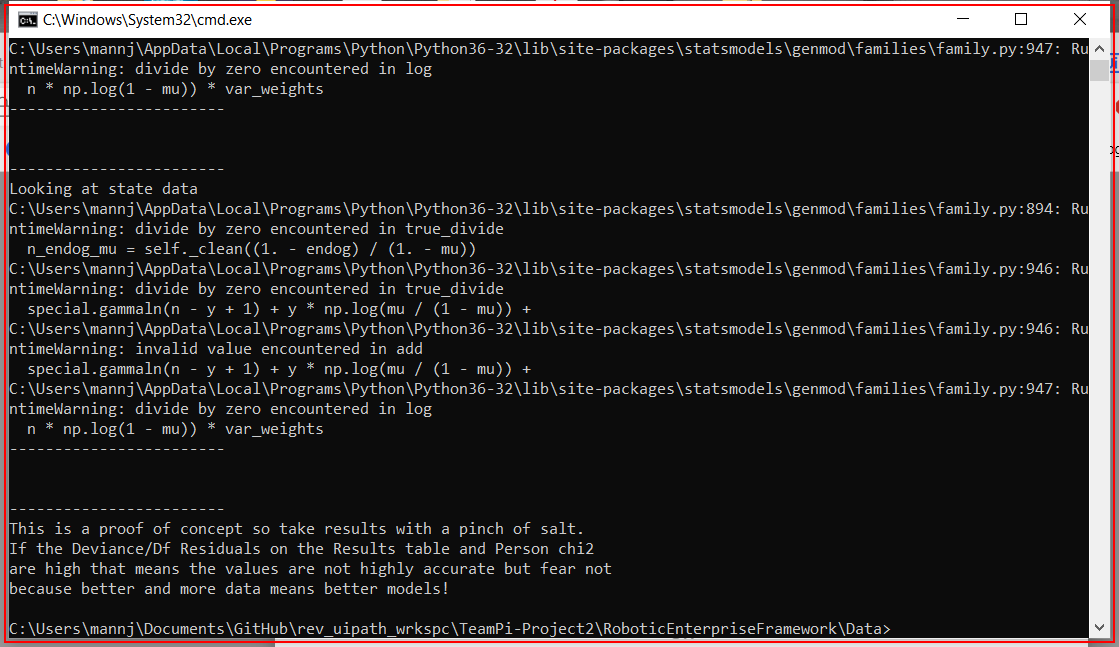 C:\Windows\System32\cmd.exe
C:\Users\mannj\AppData\Local\Programs\Python\Python36-32\lib\site-packages\statsmodels\genmod\families\family.py:947: Ru
ntimeWarning: divide by zero encountered in log
  n * np.log(1 - mu)) * var_weights
------------------------
------------------------
Looking at state data
C:\Users\mannj\AppData\Local\Programs\Python\Python36-32\lib\site-packages\statsmodels\genmod\families\family.py:894: Ru
ntimeWarning: divide by zero encountered in true_divide
  n_endog_mu = self._clean((1. - endog) / (1. - mu))
C:\Users\mannj\AppData\Local\Programs\Python\Python36-32\lib\site-packages\statsmodels\genmod\families\family.py:946: Ru
ntimeWarning: divide by zero encountered in true_divide
  special.gammaln(n - y + 1) + y * np.log(mu / (1 - mu)) +
C:\Users\mannj\AppData\Local\Programs\Python\Python36-32\lib\site-packages\statsmodels\genmod\families\family.py:946: Ru
ntimeWarning: invalid value encountered in add
  special.gammaln(n - y + 1) + y * np.log(mu / (1 - mu)) +
C:\Users\mannj\AppData\Local\Programs\Python\Python36-32\lib\site-packages\statsmodels\genmod\families\family.py:947: Ru
ntimeWarning: divide by zero encountered in log
  n * np.log(1 - mu)) * var_weights
------------------------
------------------------
This is a proof of concept so take results with a pinch of salt.
If the Deviance/Df Residuals on the Results table and Person chi2
are high that means the values are not highly accurate but fear not
because better and more data means better models!
C:\Users\mannj\Documents\GitHub\rev_uipath_wrkspc\TeamPi-Project2\RoboticEnterpriseFramework\Data>